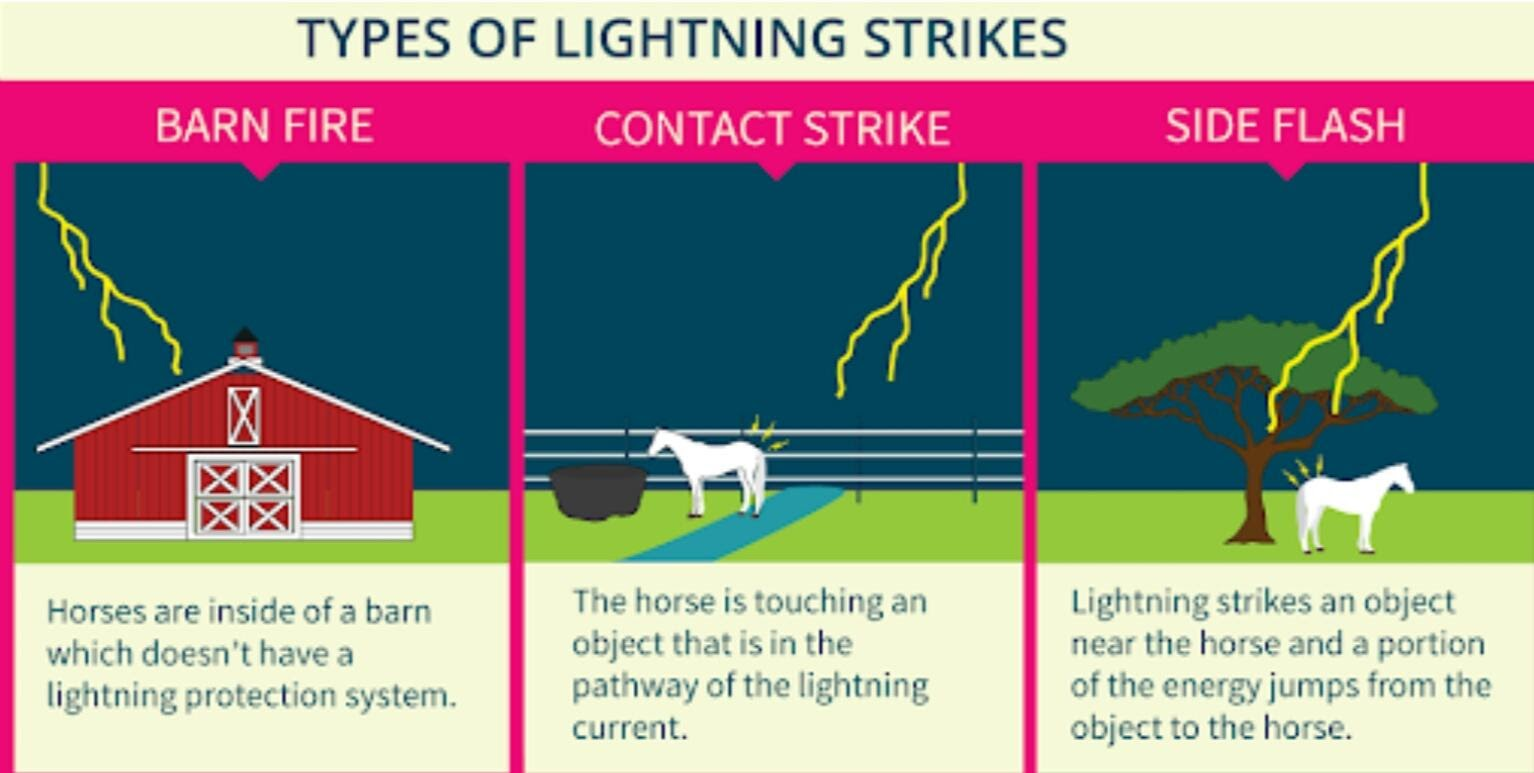 TYPES OF LIGHTNING STRIKES
BARN FIRE
Horses are inside of a barn
which doesn't have a
lightning protection system.
CONTACT STRIKE
The horse is touching an
object that is in the
pathway of the lightning
current.
SIDE FLASH
Lightning strikes an object
near the horse and a portion
of the energy jumps from the
object to the horse.